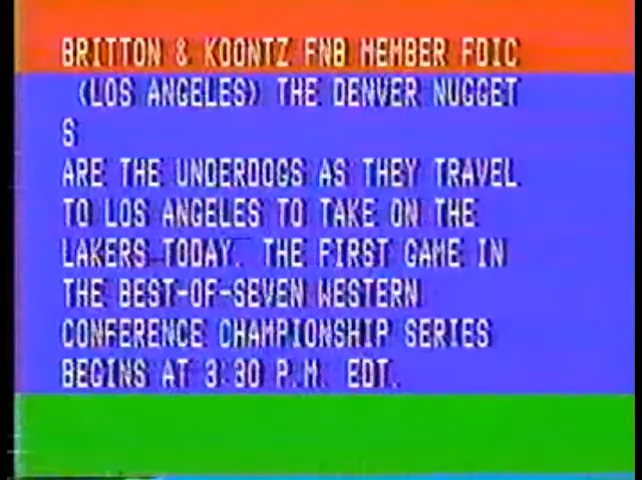 BRITTON & KOONTZ FNB MEMBER FDIC
(LOS ANGELES) THE DENVER NUGGET
S
ARE THE UNDERDOGS AS THEY TRAVEL
TO LOS ANGELES TO TAKE ON THE
LAKERS TODAY. THE FIRST GAME IN
THE BEST-OF-SEVEN WESTERN
CONFERENCE CHAMPIONSHIP SERIES
BEGINS AT 3:30 P.M. EDT.